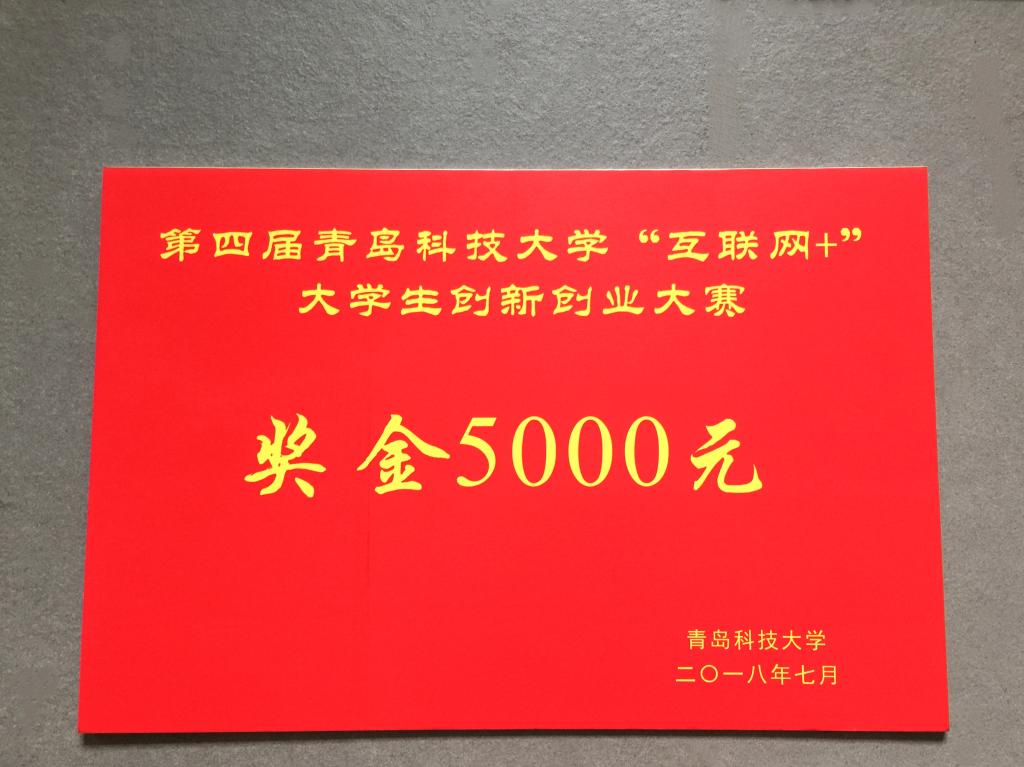 第四届青岛科技大学“互联网+”
大学生创新创业大赛
奖金5000元
青岛科技大学
二〇一八年七月